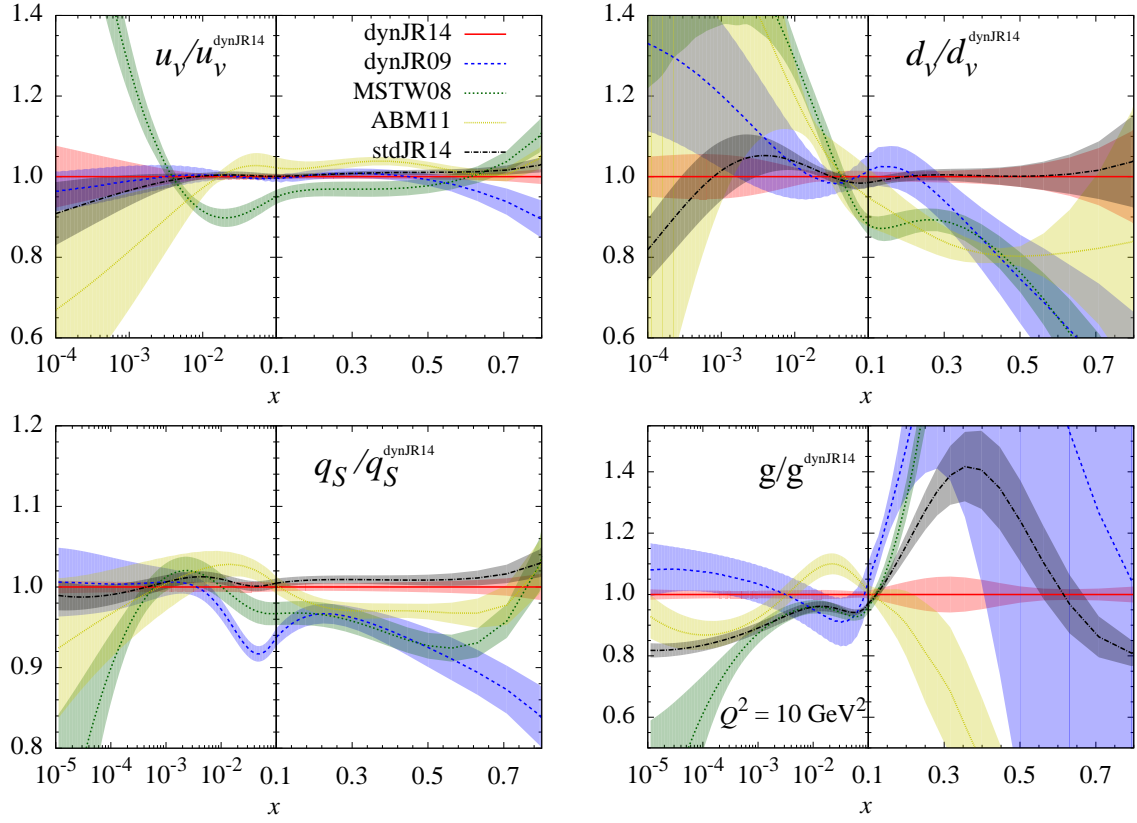 1.4
1.2
1.0
0.8
0.6
u_v/u_v^dynJR14
dynJR14
dynJR09
MSTW08
ABM11
stdJR14
10^-4 10^-3 10^-2 0.1 0.3 0.5 0.7
x
1.4
1.2
1.0
0.8
0.6
d_v/d_v^dynJR14
10^-4 10^-3 10^-2 0.1 0.3 0.5 0.7
x
1.2
1.1
1.0
0.9
0.8
q_S/q_S^dynJR14
10^-5 10^-4 10^-3 10^-2 0.1 0.3 0.5 0.7
x
1.4
1.2
1.0
0.8
0.6
g/g^dynJR14
Q^2 = 10 GeV^2
10^-5 10^-4 10^-3 10^-2 0.1 0.3 0.5 0.7
x